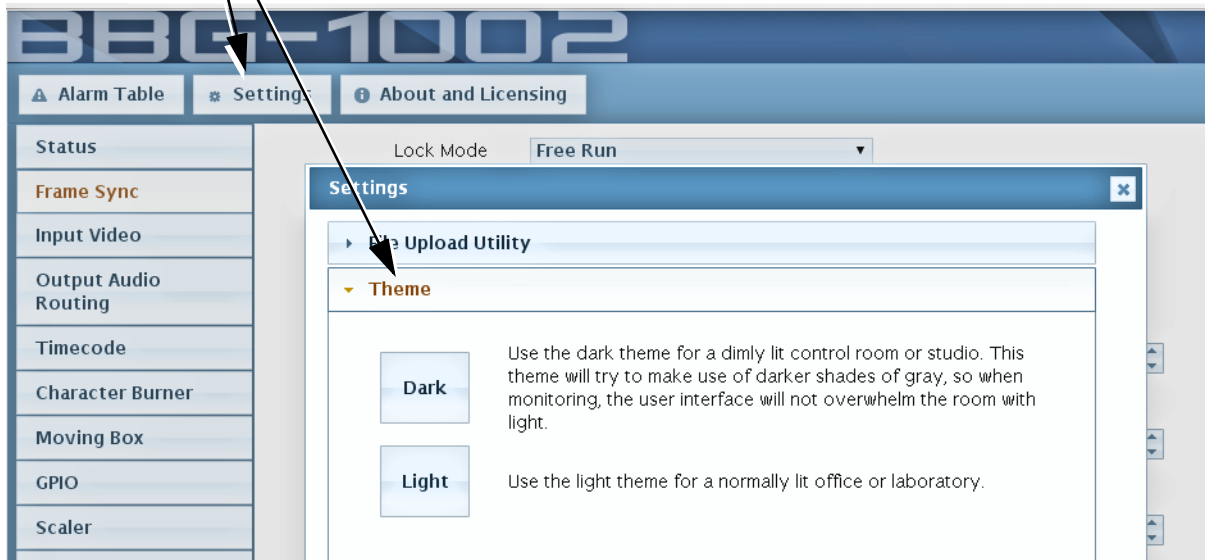 BBG-1002
Alarm Table
Settings
About and Licensing
Status
Frame Sync
Input Video
Output Audio
Routing
Timecode
Character Burner
Moving Box
GPIO
Scaler
Lock Mode
Free Run
Settings
File Upload Utility
Theme
Dark
Use the dark theme for a dimly lit control room or studio. This
theme will try to make use of darker shades of gray, so when
monitoring, the user interface will not overwhelm the room with
light.
Light
Use the light theme for a normally lit office or laboratory.